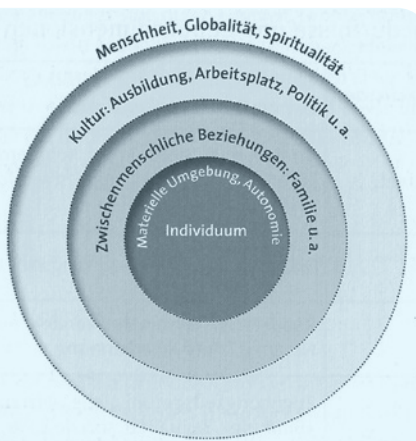 Menschheit, Globalität, Spiritualität
Kultur: Ausbildung, Arbeitsplatz, Politik u. a.
Zwischenmenschliche Beziehungen: Familie u. a.
Materielle Umgebung, Autonomie
Individuum